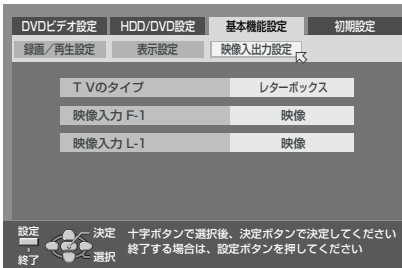 DVDビデオ設定 HDD/DVD設定 基本機能設定 初期設定
録画／再生設定 表示設定 映像入出力設定
TVのタイプ レターボックス
映像入力 F-1 映像
映像入力 L-1 映像
設定 決定 十字ボタンで選択後、決定ボタンで決定してください
終了 選択 終了する場合は、設定ボタンを押してください